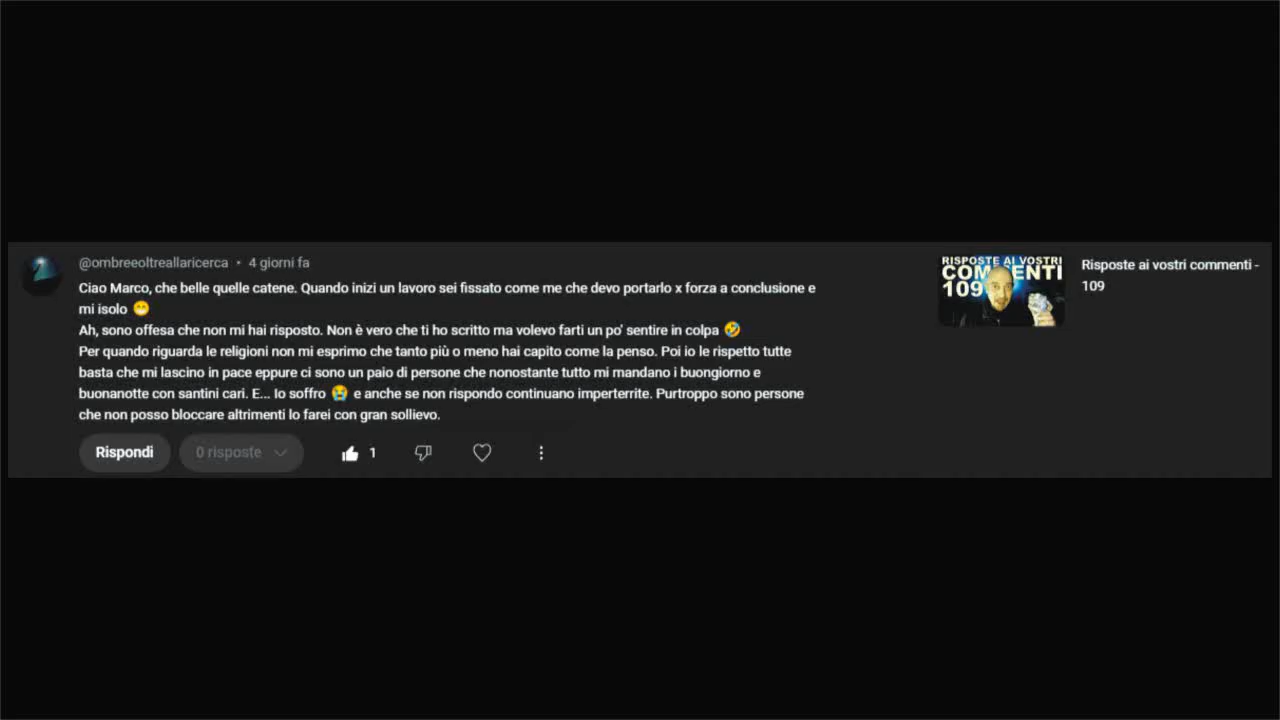 @ombreeoltreallaricerca • 4 giorni fa
Ciao Marco, che belle quelle catene. Quando inizi un lavoro sei fissato come me che devo portarlo x forza a conclusione e
mi isolo 😁
Ah, sono offesa che non mi hai risposto. Non è vero che ti ho scritto ma volevo farti un po' sentire in colpa 🤣
Per quando riguarda le religioni non mi esprimo che tanto più o meno hai capito come la penso. Poi io le rispetto tutte
basta che mi lascino in pace eppure ci sono un paio di persone che nonostante tutto mi mandano i buongiorno e
buonanotte con santini cari. E... Io soffro 😭 e anche se non rispondo continuano imperterrite. Purtroppo sono persone
che non posso bloccare altrimenti lo farei con gran sollievo.
Rispondi 0 risposte 1
RISPOSTE AI VOSTRI
COMMENTI
109
Risposte ai vostri commenti -
109